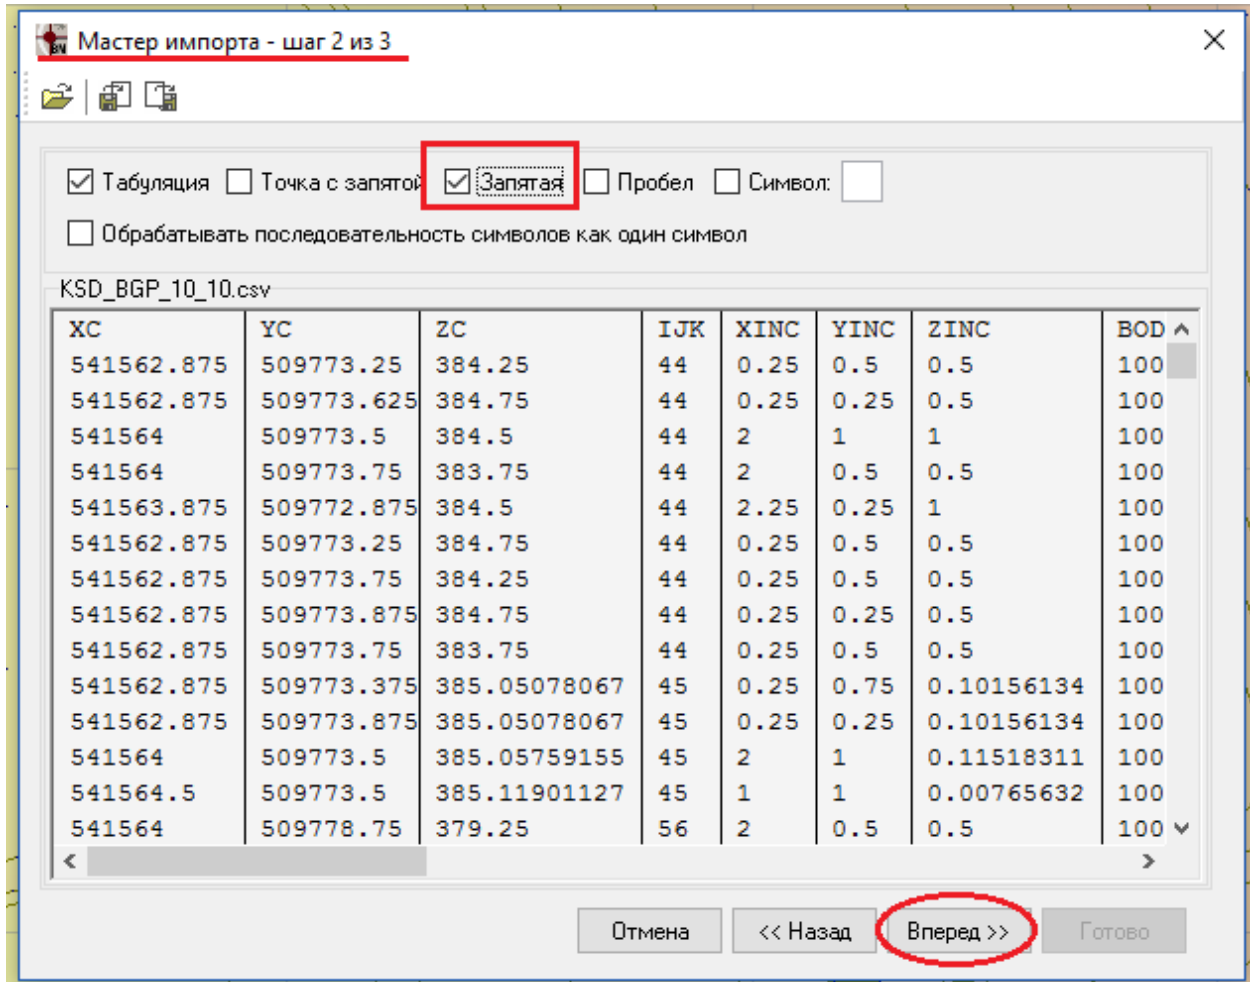 Мастер импорта - шаг 2 из 3
Табуляция Точка с запятой Запятая Пробел Символ:
Обрабатывать последовательность символов как один символ
KSD_BGP_10_10.csv
XC YC ZC IJK XINC YINC ZINC BOD
541562.875 509773.25 384.25 44 0.25 0.5 0.5 100
541562.875 509773.625 384.75 44 0.25 0.25 0.5 100
541564 509773.5 384.5 44 2 1 1 100
541564 509773.75 383.75 44 2 0.5 0.5 100
541563.875 509772.875 384.5 44 2.25 0.25 1 100
541562.875 509773.25 384.75 44 0.25 0.5 0.5 100
541562.875 509773.75 384.25 44 0.25 0.5 0.5 100
541562.875 509773.875 384.75 44 0.25 0.25 0.5 100
541562.875 509773.75 383.75 44 0.25 0.5 0.5 100
541562.875 509773.375 385.05078067 45 0.25 0.75 0.10156134 100
541562.875 509773.875 385.05078067 45 0.25 0.25 0.10156134 100
541564 509773.5 385.05759155 45 2 1 0.11518311 100
541564.5 509773.5 385.11901127 45 1 1 0.00765632 100
541564 509778.75 379.25 56 2 0.5 0.5 100
Отмена << Назад Вперед >> Готово